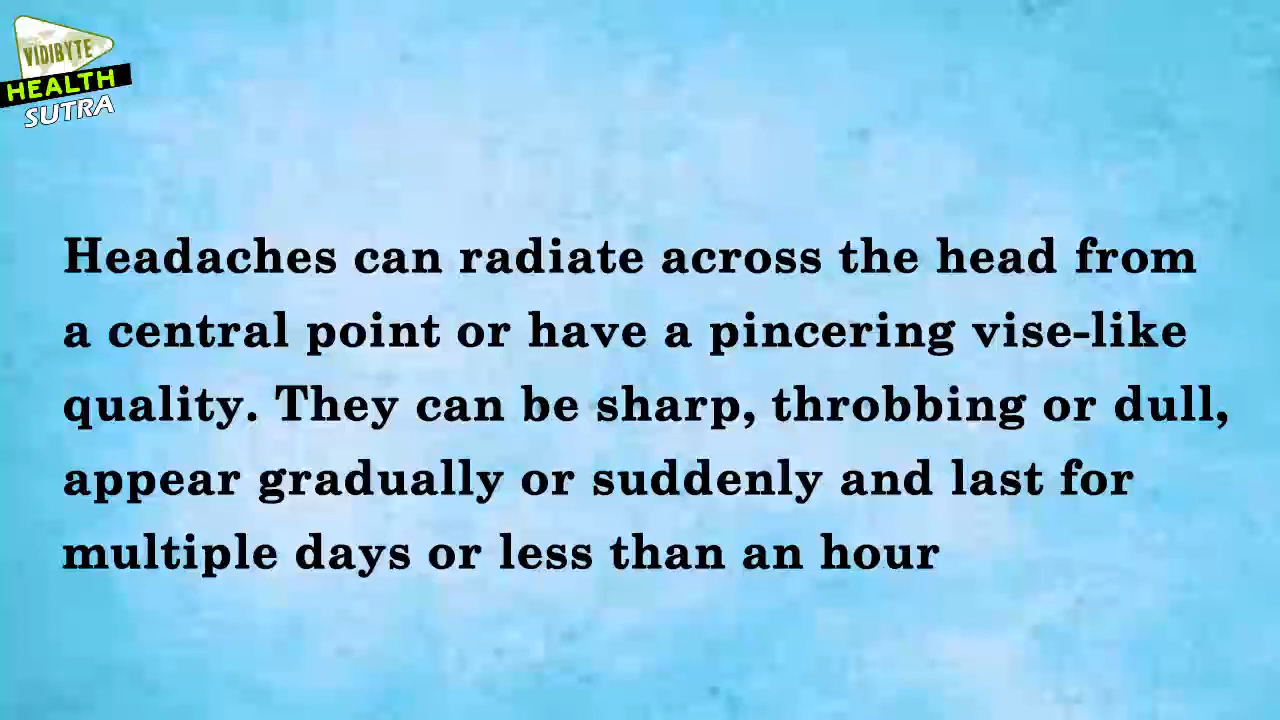 VIDIBYTE
HEALTH
SUTRA
Headaches can radiate across the head from
a central point or have a pincering vise-like
quality. They can be sharp, throbbing or dull,
appear gradually or suddenly and last for
multiple days or less than an hour